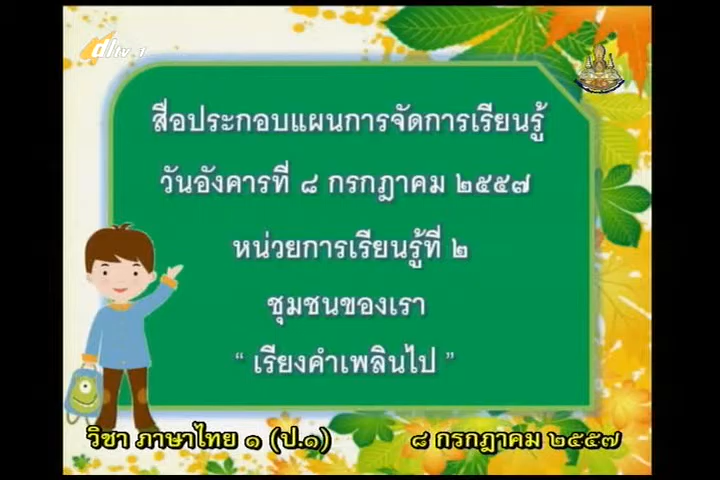 dltv 1
สื่อประกอบแผนการจัดการเรียนรู้
วันอังคารที่ ๘ กรกฎาคม ๒๕๕๗
หน่วยการเรียนรู้ที่ ๒
ชุมชนของเรา
“ เรียงคำเพลินไป ”
วิชา ภาษาไทย ๑ (ป.๑) ๘ กรกฎาคม ๒๕๕๗